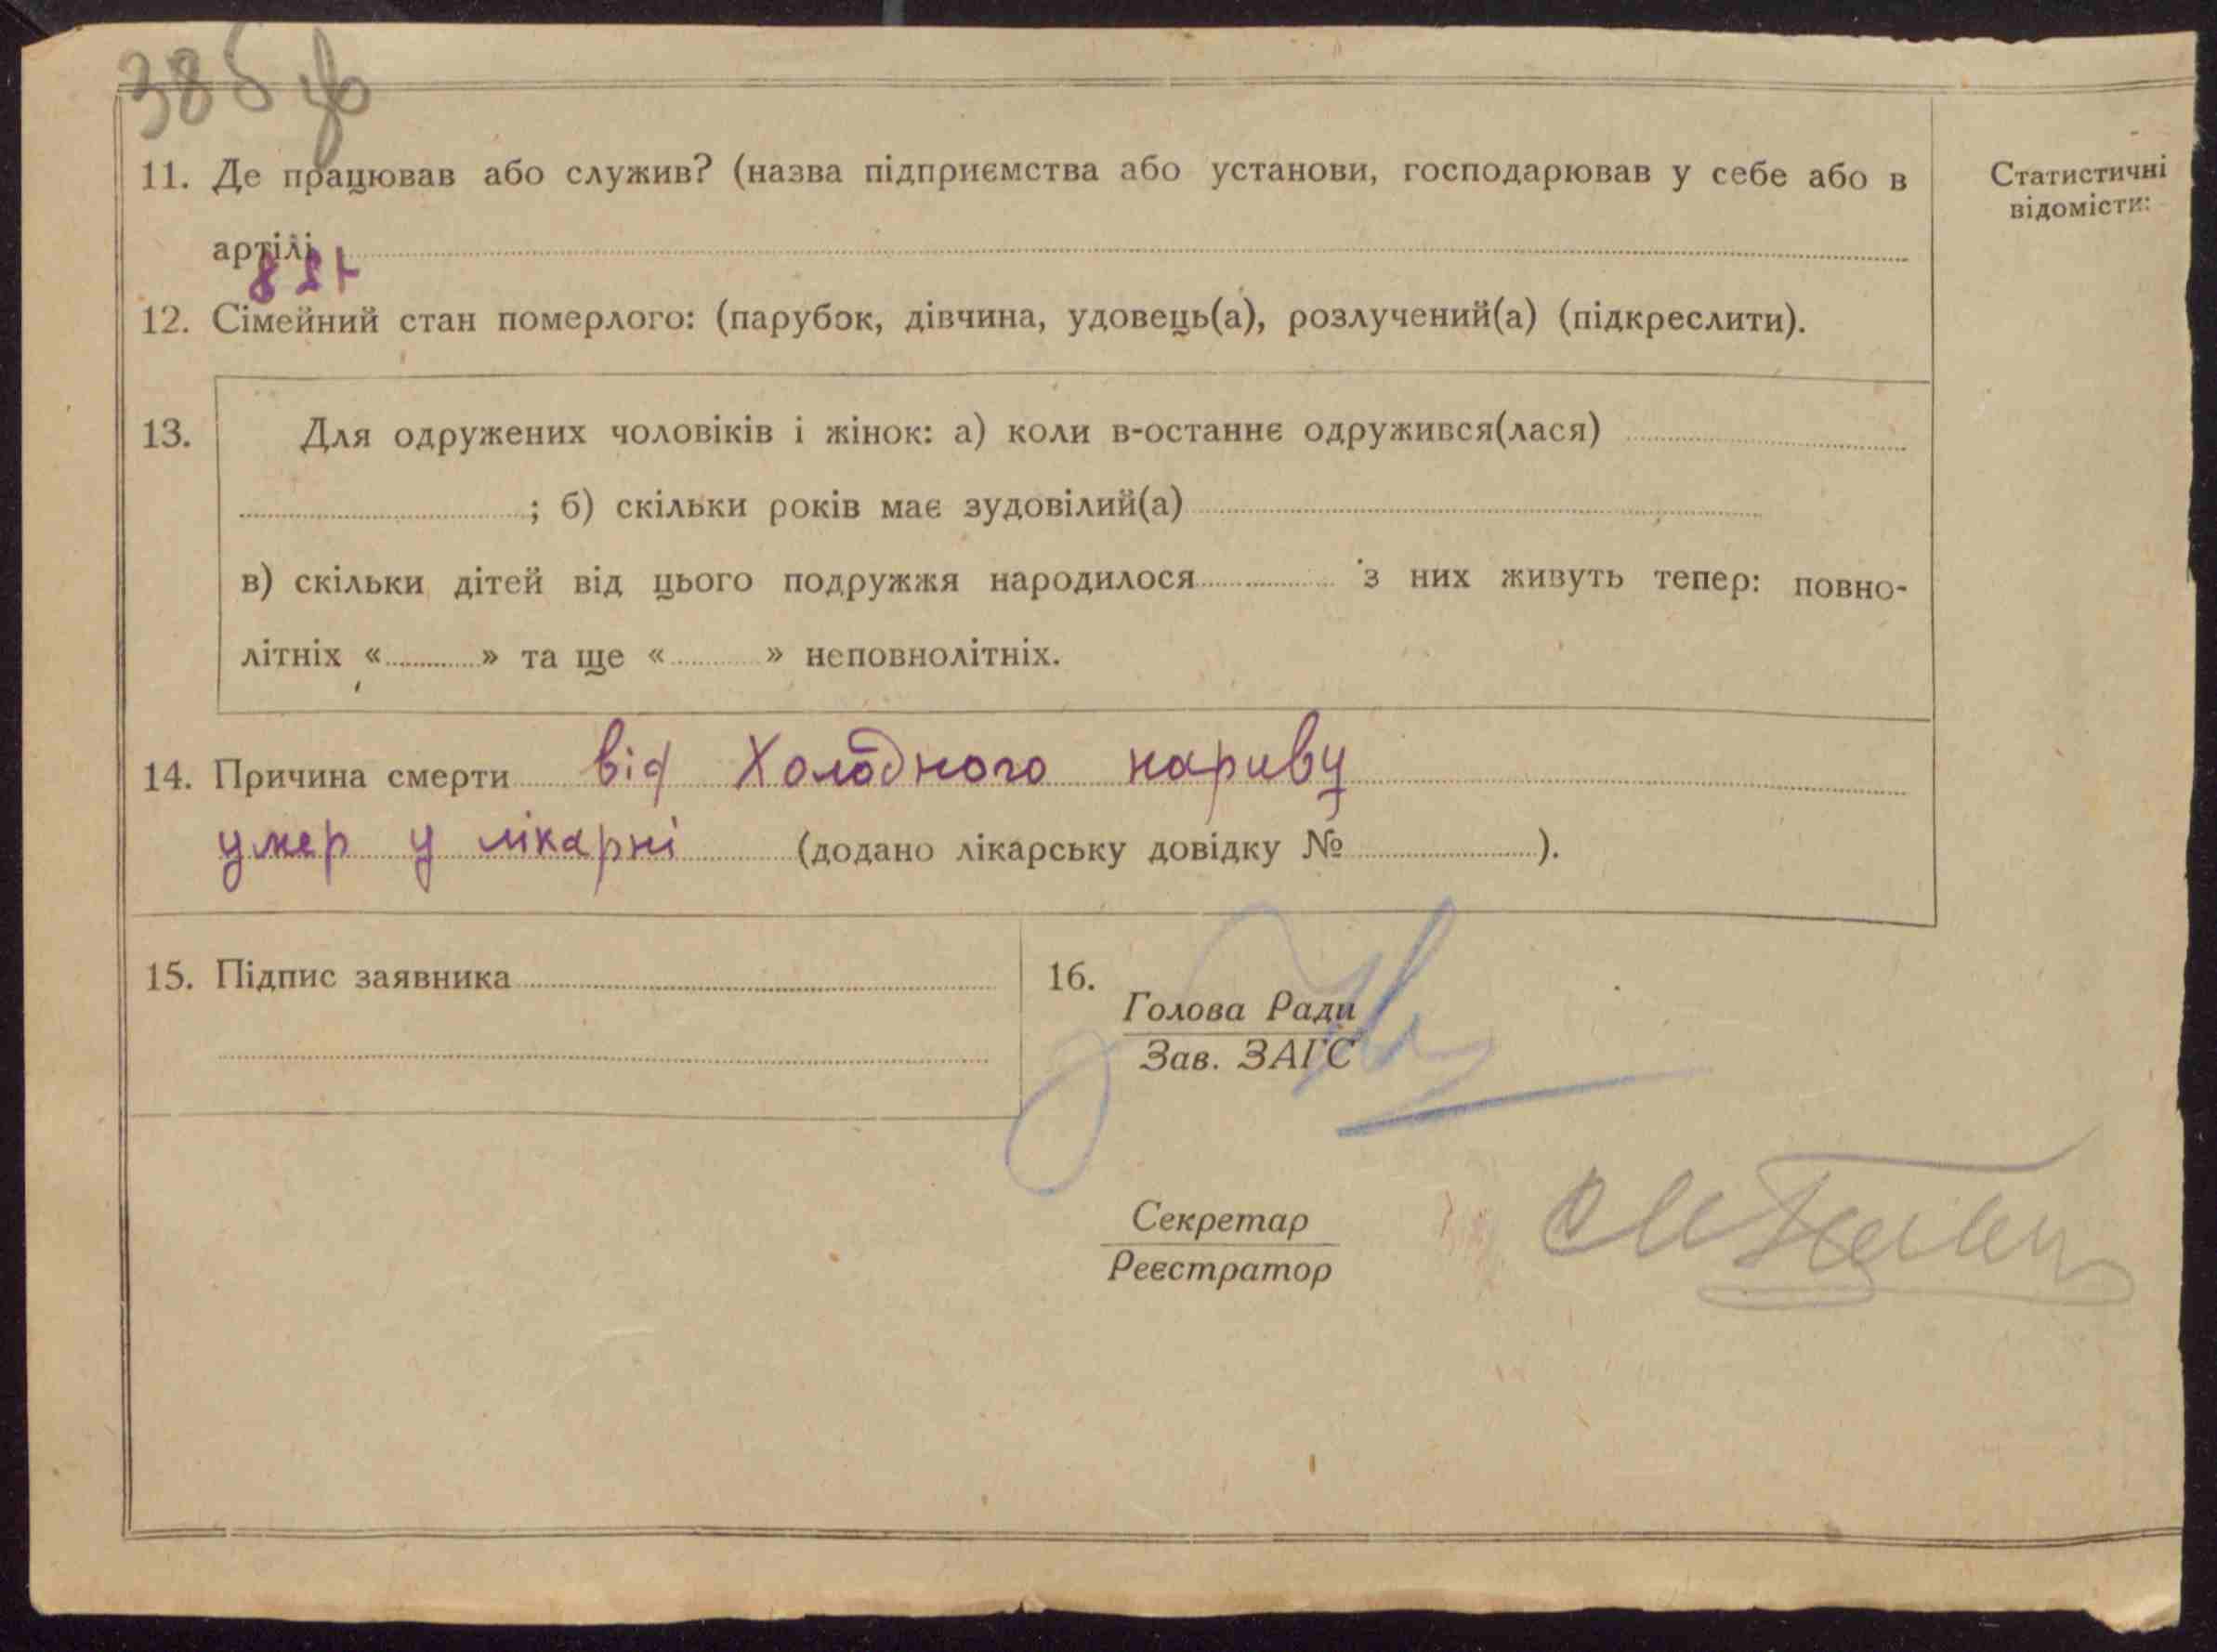 11. Де працював або служив? (назва підприємства або установи, господарював у себе або в
Статистичні
відомісти:
артілі
12. Сімейний стан померлого: (парубок, дівчина, удовець(а), розлучений(а) (підкреслити).
13. Для одружених чоловіків і жінок: а) коли в-останнє одружився(лася)
; б) скільки років має зудовілий(а)
в) скільки дітей від цього подружжя народилося з них живуть тепер: повно-
літніх « » та ще « » неповнолітніх.
14. Причина смерти від Холодного нариву
умер у лікарні (додано лікарську довідку № ).
15. Підпис заявника
16.
Голова Ради
Зав. ЗАГС
Секретар
Реєстратор